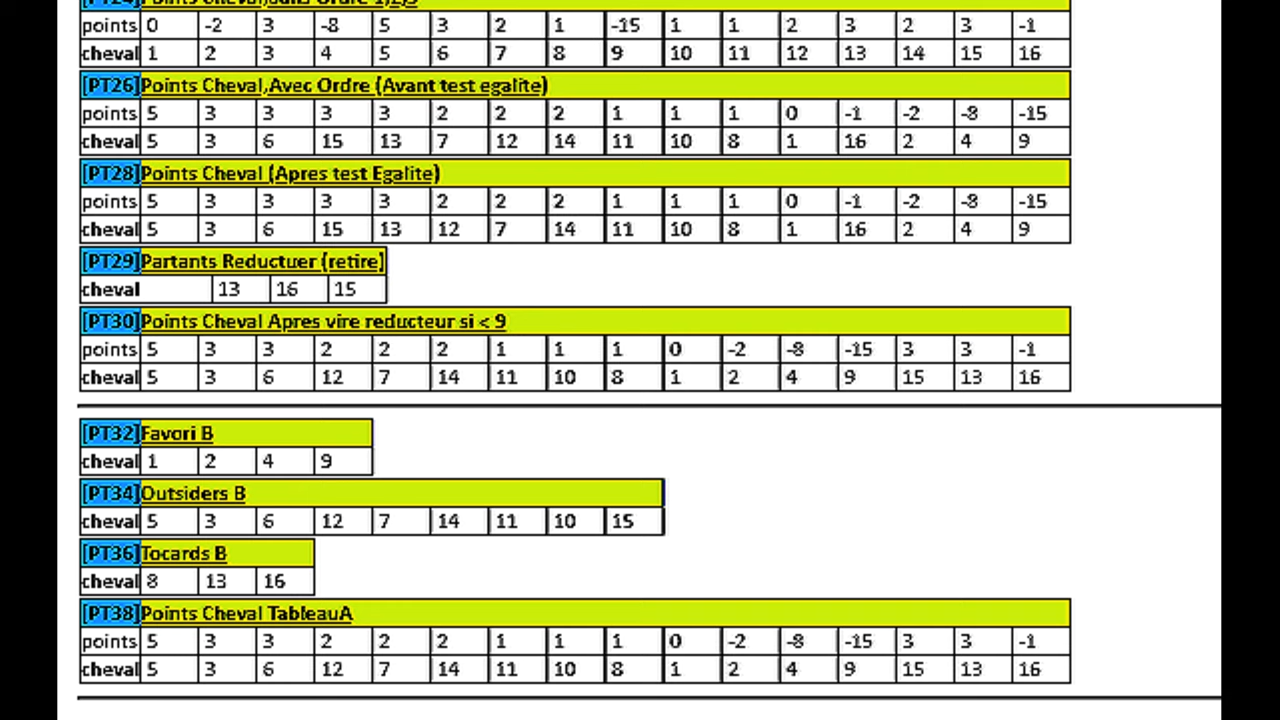 points 0 -2 3 -8 5 3 2 1 -15 1 1 2 3 2 3 -1
cheval 1 2 3 4 5 6 7 8 9 10 11 12 13 14 15 16
[PT26] Points Cheval,Avec Ordre (Avant test egalite)
points 5 3 3 3 3 2 2 2 1 1 1 0 -1 -2 -8 -15
cheval 5 3 6 15 13 7 12 14 11 10 8 1 16 2 4 9
[PT28] Points Cheval (Apres test Egalite)
points 5 3 3 3 3 2 2 2 1 1 1 0 -1 -2 -8 -15
cheval 5 3 6 15 13 12 7 14 11 10 8 1 16 2 4 9
[PT29] Partants Reductuer (retire)
cheval 13 16 15
[PT30] Points Cheval Apres vire reducteur si < 9
points 5 3 3 2 2 2 1 1 1 0 -2 -8 -15 3 3 -1
cheval 5 3 6 12 7 14 11 10 8 1 2 4 9 15 13 16
[PT32] Favori B
cheval 1 2 4 9
[PT34] Outsiders B
cheval 5 3 6 12 7 14 11 10 15
[PT36] Tocards B
cheval 8 13 16
[PT38] Points Cheval TableauA
points 5 3 3 2 2 2 1 1 1 0 -2 -8 -15 3 3 -1
cheval 5 3 6 12 7 14 11 10 8 1 2 4 9 15 13 16